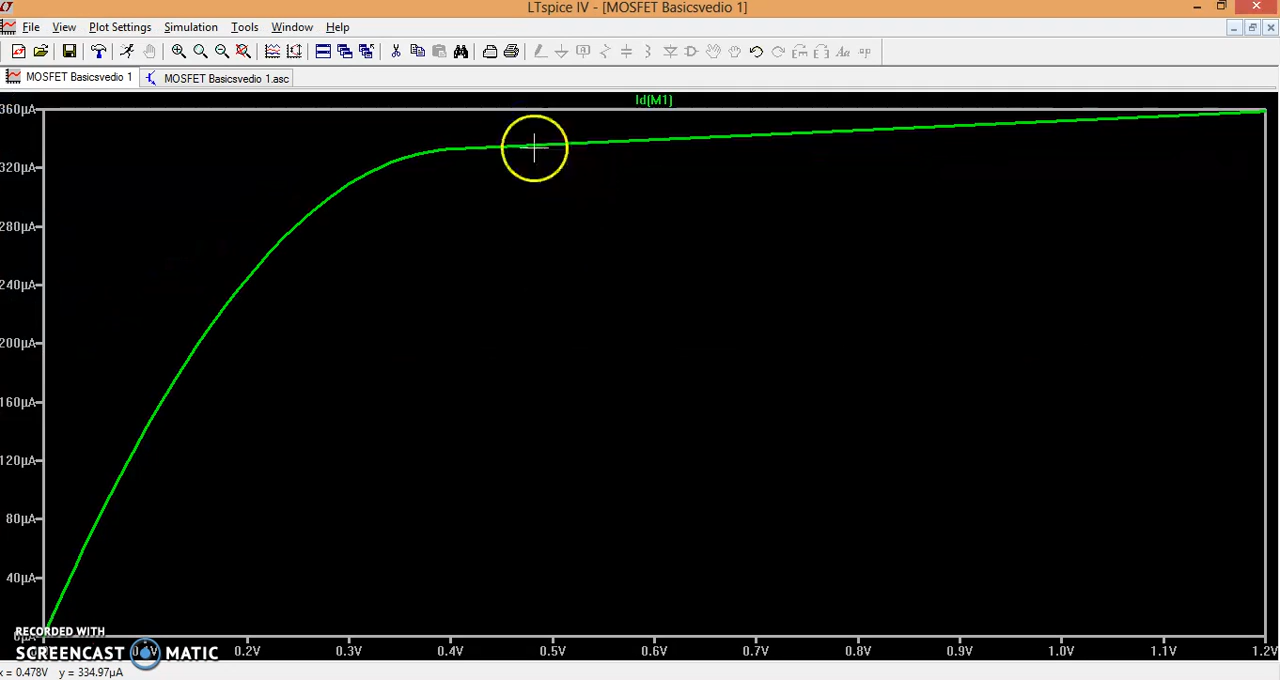 LTspice IV - [MOSFET Basicsvedio 1]
File View Plot Settings Simulation Tools Window Help
MOSFET Basicsvedio 1 MOSFET Basicsvedio 1.asc
Id(M1)
360µA
320µA
280µA
240µA
200µA
160µA
120µA
80µA
40µA
RECORDED WITH
SCREENCAST MATIC
0.2V 0.3V 0.4V 0.5V 0.6V 0.7V 0.8V 0.9V 1.0V 1.1V 1.2V
x = 0.478V y = 334.97µA